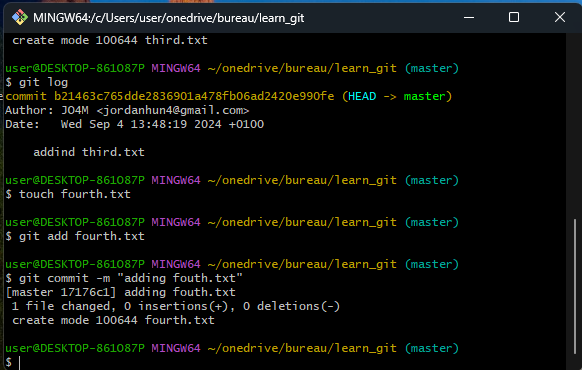 MINGW64:/c/Users/user/onedrive/bureau/learn_git
create mode 100644 third.txt
user@DESKTOP-861O87P MINGW64 ~/onedrive/bureau/learn_git (master)
$ git log
commit b21463c765dde2836901a478fb06ad2420e990fe (HEAD -> master)
Author: JO4M <jordanhun4@gmail.com>
Date:   Wed Sep 4 13:48:19 2024 +0100
addind third.txt
user@DESKTOP-861O87P MINGW64 ~/onedrive/bureau/learn_git (master)
$ touch fourth.txt
user@DESKTOP-861O87P MINGW64 ~/onedrive/bureau/learn_git (master)
$ git add fourth.txt
user@DESKTOP-861O87P MINGW64 ~/onedrive/bureau/learn_git (master)
$ git commit -m "adding fouth.txt"
[master 17176c1] adding fouth.txt
1 file changed, 0 insertions(+), 0 deletions(-)
create mode 100644 fourth.txt
user@DESKTOP-861O87P MINGW64 ~/onedrive/bureau/learn_git (master)
$